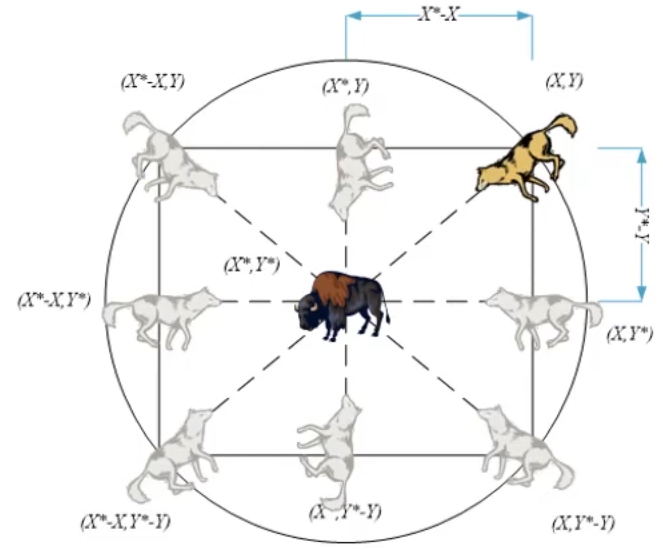 X*-X
(X*-X,Y)
(X*,Y)
(X,Y)
Y*-Y
(X*,Y*)
(X*-X,Y*)
(X,Y*)
(X*-X,Y*-Y)
Y*-Y)
(X,Y*-Y)